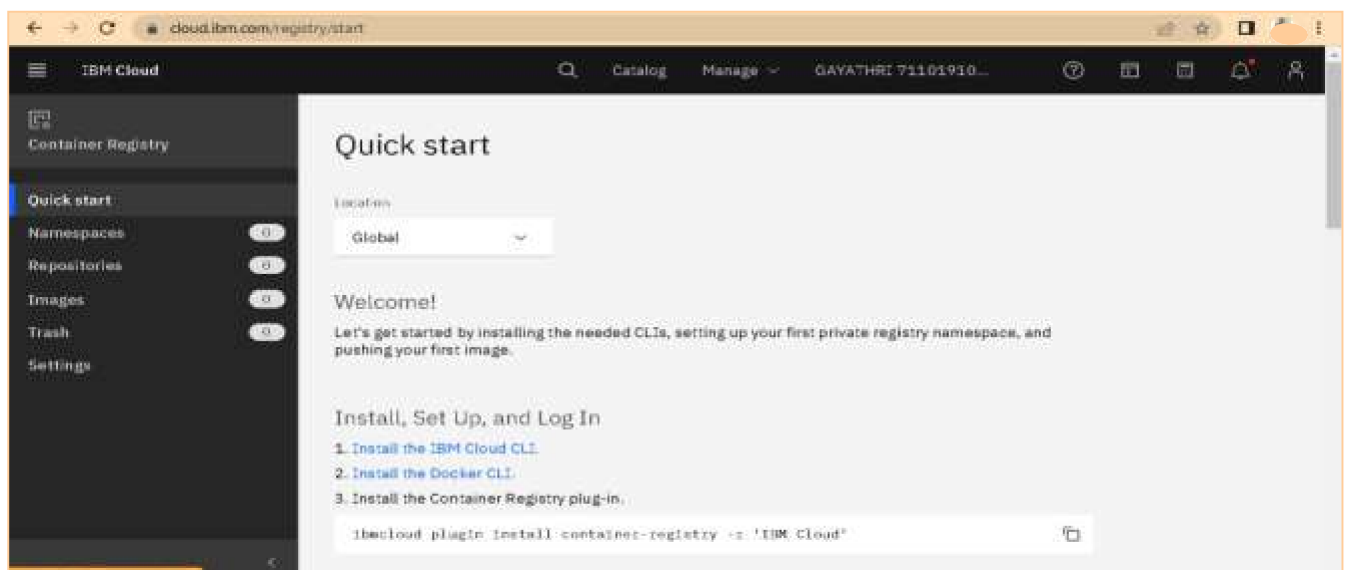 cloud.ibm.com/registry/start
IBM Cloud
Catalog
Manage
GAYATHRI 71101910...
Container Registry
Quick start
Namespaces 0
Repositories 0
Images 0
Trash 0
Settings
Quick start
Location
Global
Welcome!
Let's get started by installing the needed CLIs, setting up your first private registry namespace, and
pushing your first image.
Install, Set Up, and Log In
1. Install the IBM Cloud CLI.
2. Install the Docker CLI.
3. Install the Container Registry plug-in.
ibmcloud plugin install container-registry -r 'IBM Cloud'